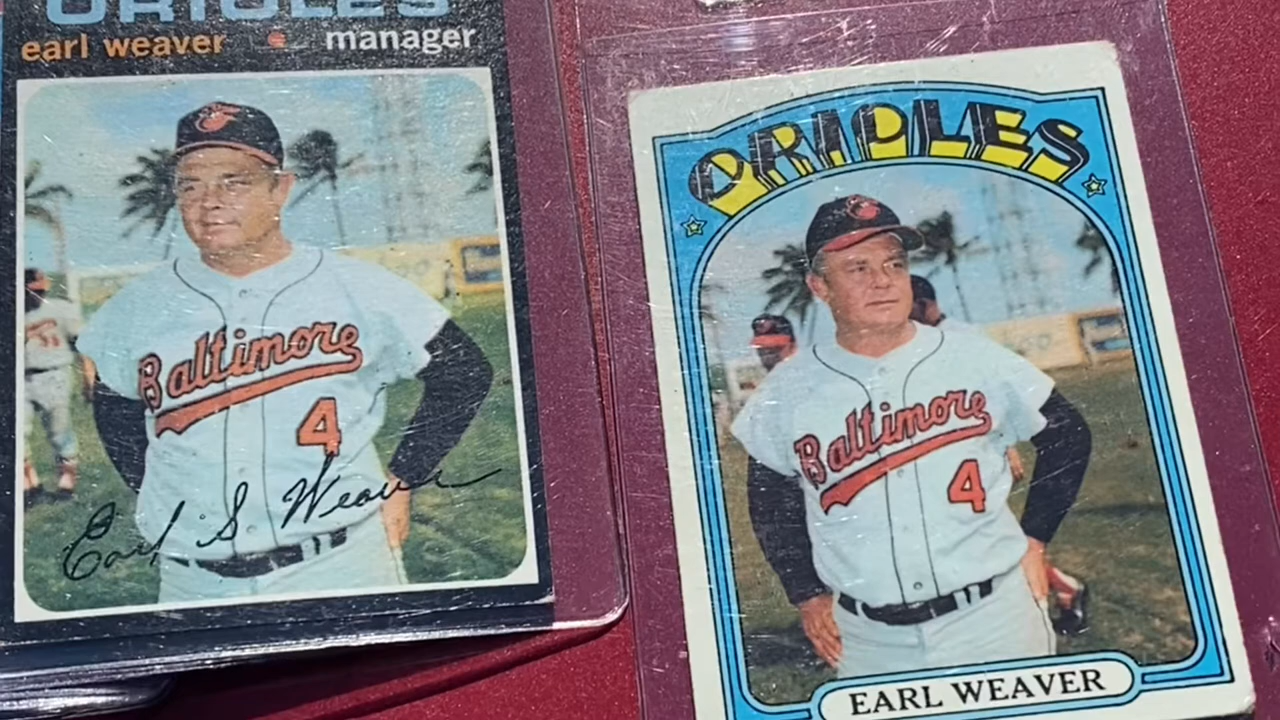 ORIOLES
earl weaver • manager
Baltimore
4
Earl S. Weaver
ORIOLES
Baltimore
4
EARL WEAVER